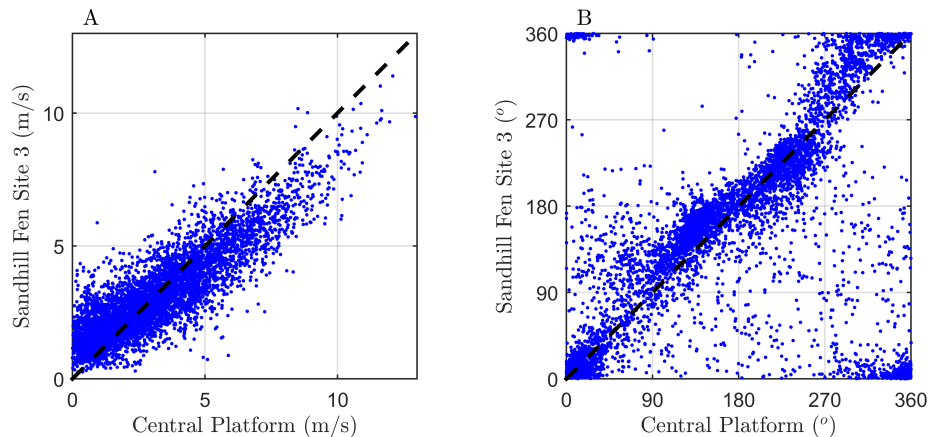 A
Sandhill Fen Site 3 (m/s)
10
5
0
0 5 10
Central Platform (m/s)
B
Sandhill Fen Site 3 (º)
360
270
180
90
0
0 90 180 270 360
Central Platform (º)